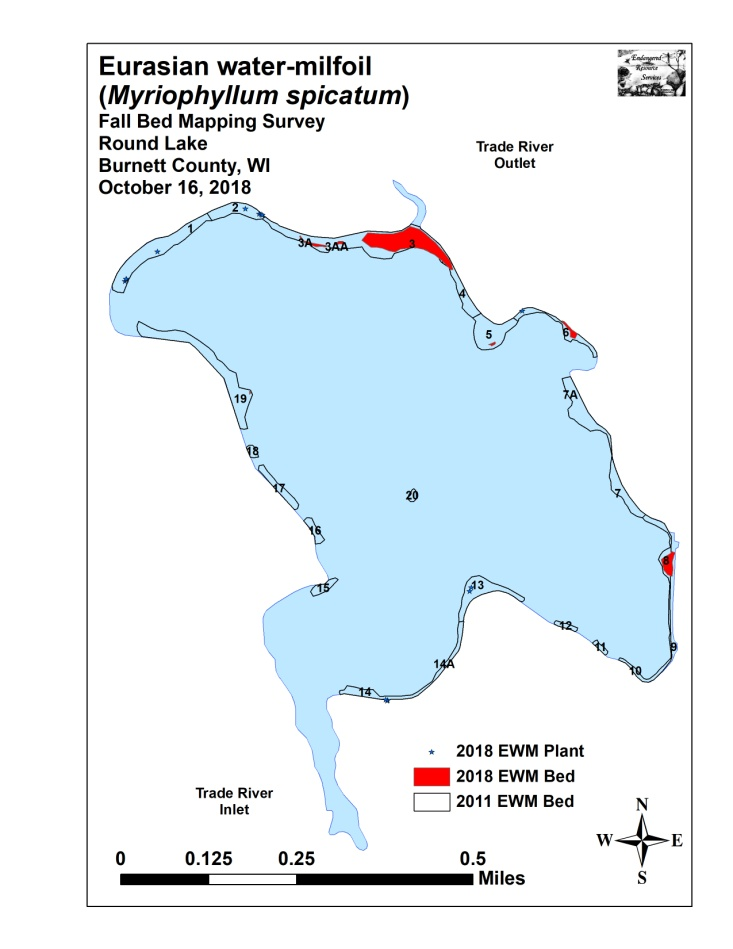 Eurasian water-milfoil
(Myriophyllum spicatum)
Fall Bed Mapping Survey
Round Lake
Burnett County, WI
October 16, 2018
Endangered
Resource
Services
Trade River
Outlet
2
1
3A
3AA
3
4
5
6
7A
19
18
17
20
7
16
8
15
13
12
11
9
14A
10
14
2018 EWM Plant
2018 EWM Bed
2011 EWM Bed
Trade River
Inlet
N
W
E
S
0
0.125
0.25
0.5
Miles